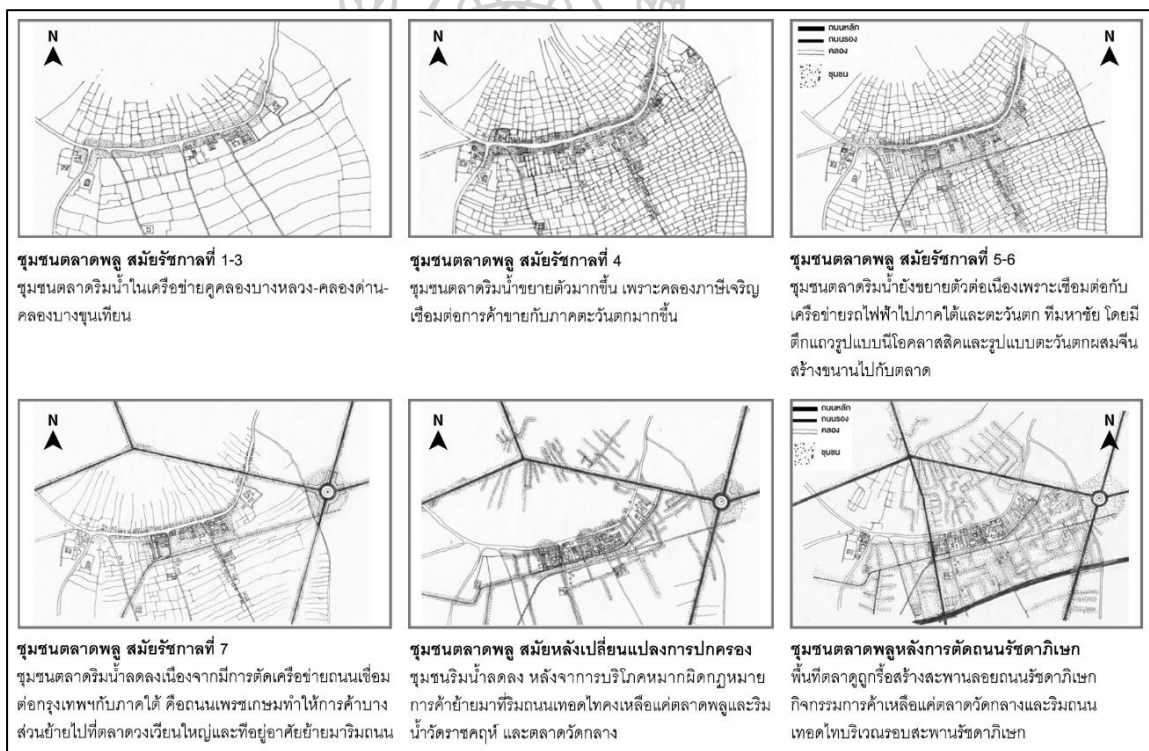 N
N
ถนนหลัก
ถนนรอง
คลอง
ชุมชน
N
ชุมชนตลาดพลู สมัยรัชกาลที่ 1-3
ชุมชนตลาดริมน้ำในเครือข่ายคูคลองบางหลวง-คลองด่าน-
คลองบางขุนเทียน
ชุมชนตลาดพลู สมัยรัชกาลที่ 4
ชุมชนตลาดริมน้ำขยายตัวมากขึ้น เพราะคลองภาษีเจริญ
เชื่อมต่อการค้าขายกับภาคตะวันตกมากขึ้น
ชุมชนตลาดพลู สมัยรัชกาลที่ 5-6
ชุมชนตลาดริมน้ำยังขยายตัวต่อเนื่องเพราะเชื่อมต่อกับ
เครือข่ายรถไฟฟ้าไปภาคใต้และตะวันตก ทีมหาชัย โดยมี
ตึกแถวรูปแบบนีโอคลาสสิคและรูปแบบตะวันตกผสมจีน
สร้างขนานไปกับตลาด
N
N
ถนนหลัก
ถนนรอง
คลอง
ชุมชน
N
ชุมชนตลาดพลู สมัยรัชกาลที่ 7
ชุมชนตลาดริมน้ำลดลงเนื่องจากมีการตัดเครือข่ายถนนเชื่อม
ต่อกรุงเทพฯกับภาคใต้ คือถนนเพชรเกษมทำให้การค้าบาง
ส่วนย้ายไปที่ตลาดวงเวียนใหญ่และที่อยู่อาศัยย้ายมาริมถนน
ชุมชนตลาดพลู สมัยหลังเปลี่ยนแปลงการปกครอง
ชุมชนริมน้ำลดลง หลังจาการบริโภคหมากผิดกฎหมาย
การค้าย้ายมาที่ริมถนนเทอดไทคงเหลือแค่ตลาดพลูและริม
น้ำวัดราชคฤห์ และตลาดวัดกลาง
ชุมชนตลาดพลูหลังการตัดถนนรัชดาภิเษก
พื้นที่ตลาดูถูกรื้อสร้างสะพานลอยถนนรัชดาภิเษก
กิจกรรมการค้าเหลือแค่ตลาดวัดกลางและริมถนน
เทอดไทบริเวณรอบสะพานรัชดาภิเษก